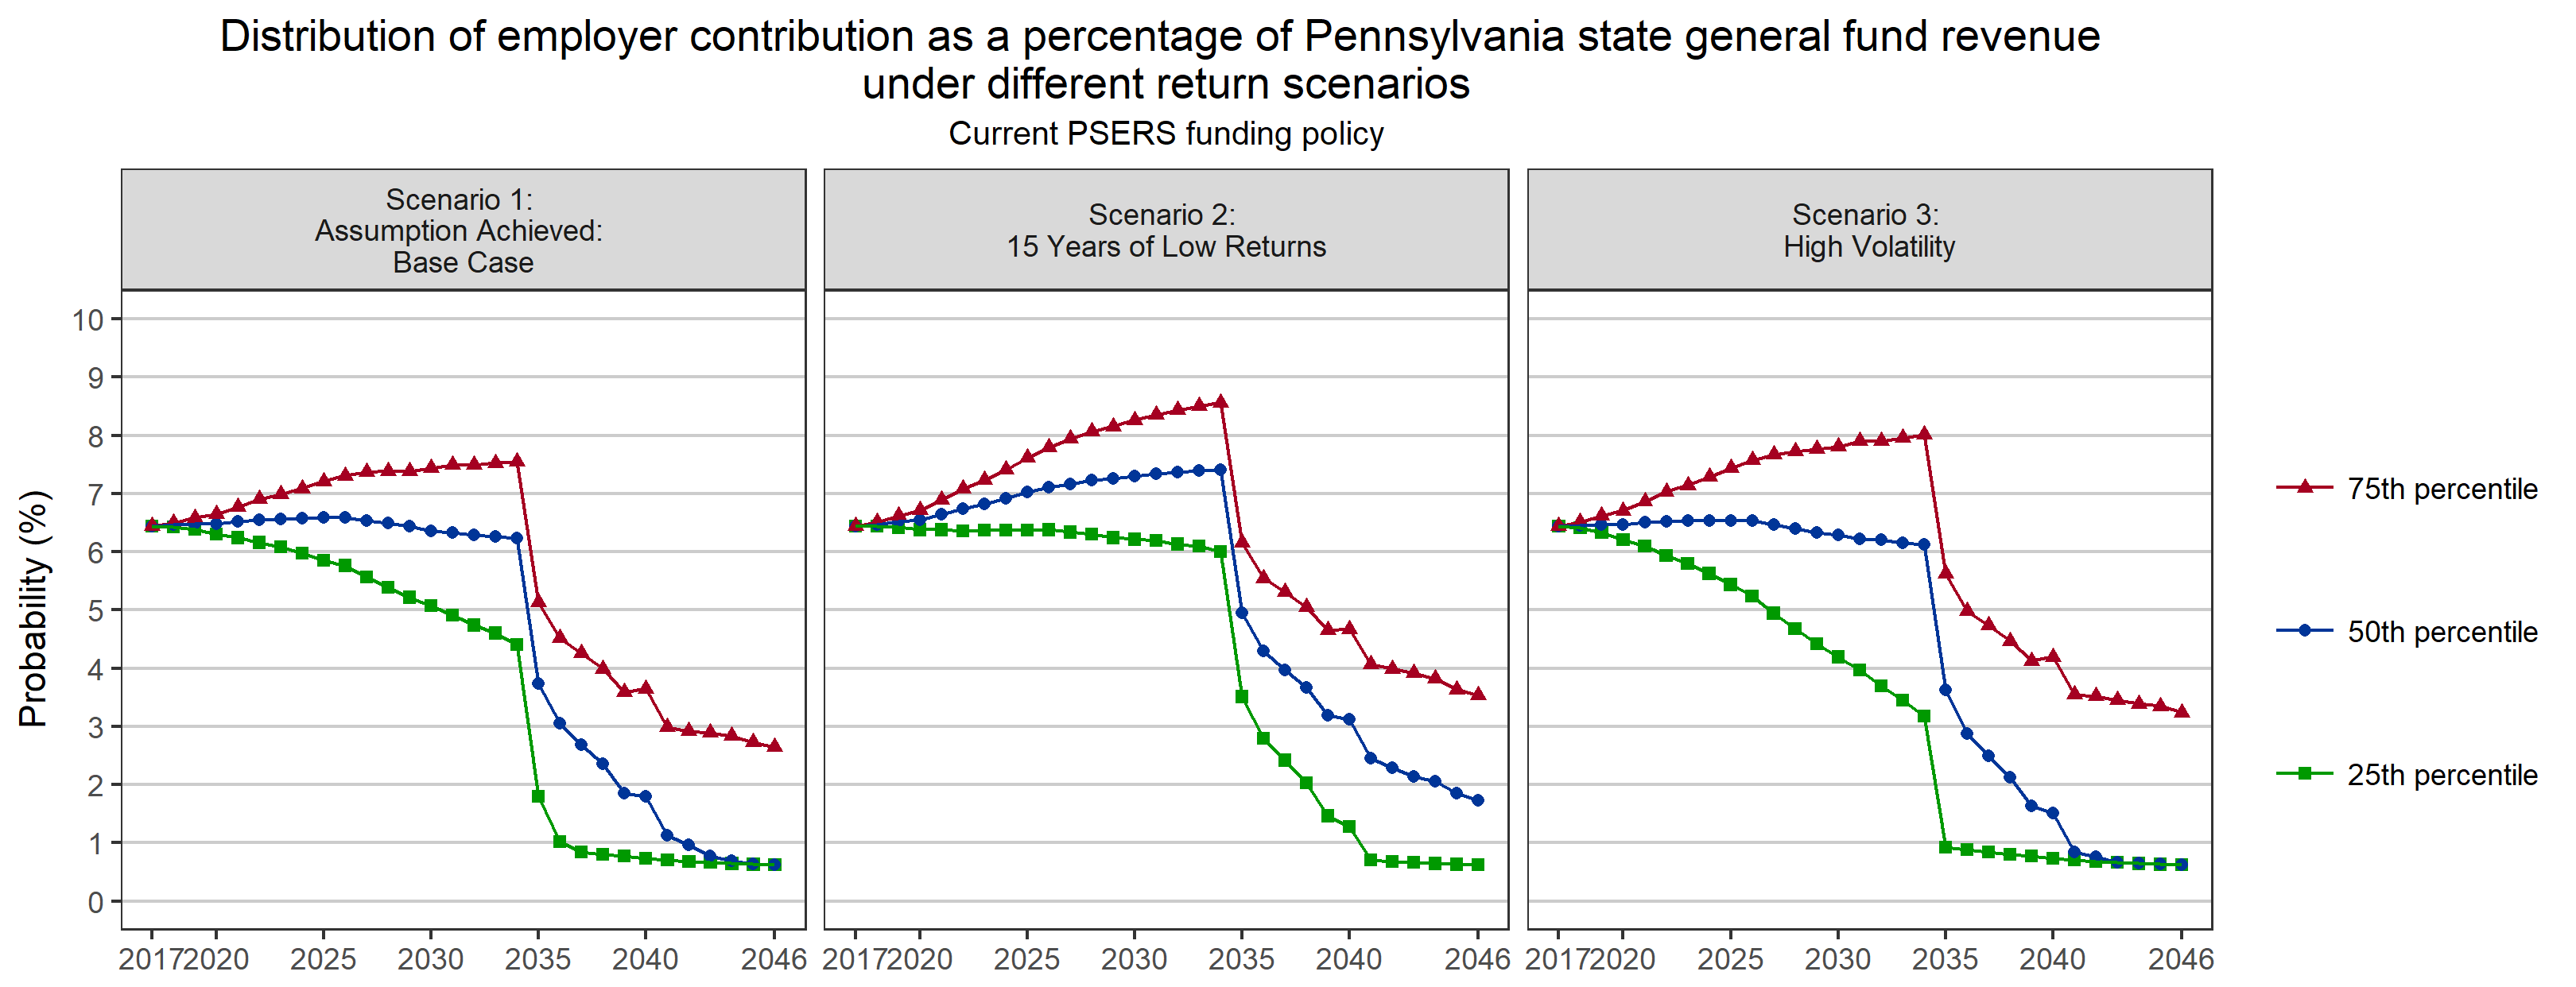 Distribution of employer contribution as a percentage of Pennsylvania state general fund revenue
under different return scenarios
Current PSERS funding policy
Scenario 1:
Assumption Achieved:
Base Case
Scenario 2:
15 Years of Low Returns
Scenario 3:
High Volatility
Probability (%)
10
9
8
7
6
5
4
3
2
1
0
2017 2020 2025 2030 2035 2040 2046
2017 2020 2025 2030 2035 2040 2046
2017 2020 2025 2030 2035 2040 2046
75th percentile
50th percentile
25th percentile